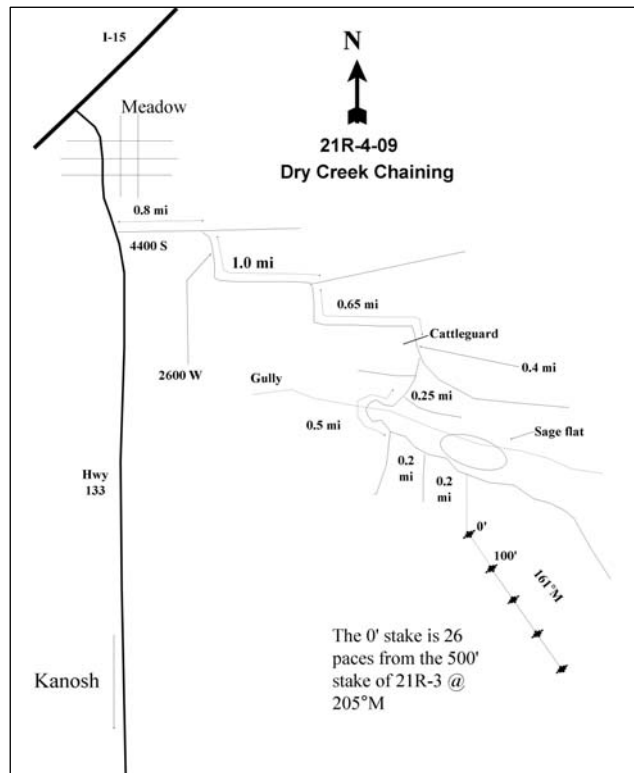 I-15
N
Meadow
21R-4-09
Dry Creek Chaining
0.8 mi
4400 S
1.0 mi
0.65 mi
Cattleguard
2600 W
0.4 mi
Gully
0.25 mi
0.5 mi
Sage flat
0.2
mi
0.2
mi
Hwy
133
0'
100'
161°M
The 0' stake is 26
paces from the 500'
stake of 21R-3 @
205°M
Kanosh